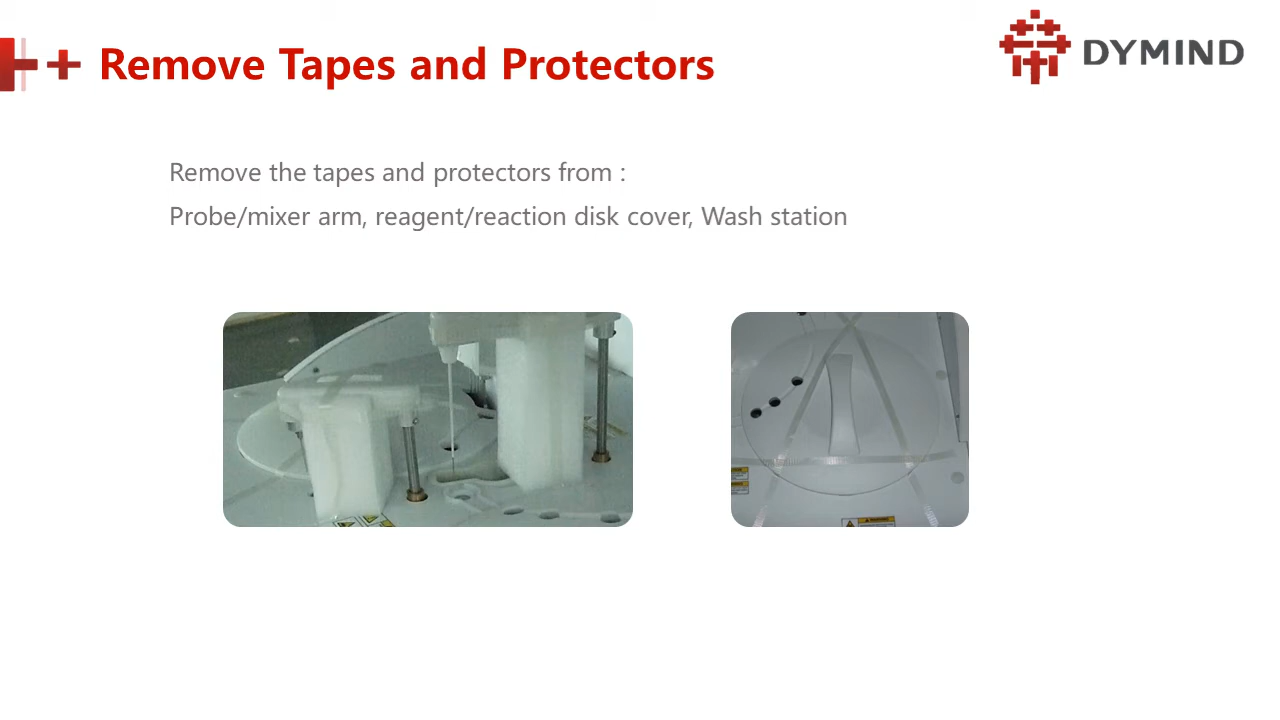 Remove Tapes and Protectors
DYMIND
Remove the tapes and protectors from :
Probe/mixer arm, reagent/reaction disk cover, Wash station